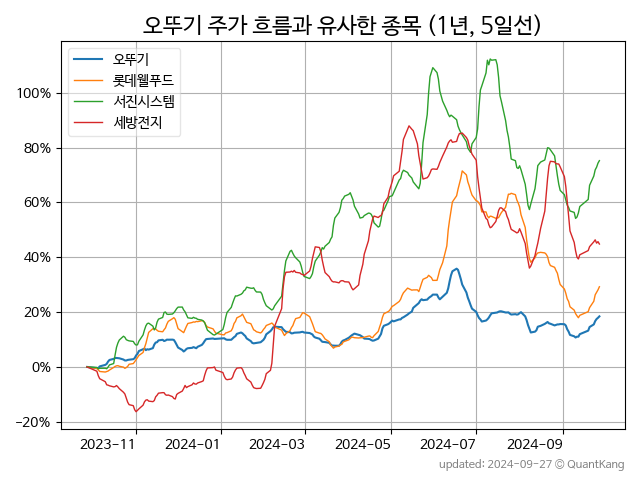 오뚜기 주가 흐름과 유사한 종목 (1년, 5일선)
오뚜기
롯데웰푸드
서진시스템
세방전지
100%
80%
60%
40%
20%
0%
−20%
2023−11
2024−01
2024−03
2024−05
2024−07
2024−09
updated: 2024−09−27 © QuantKang